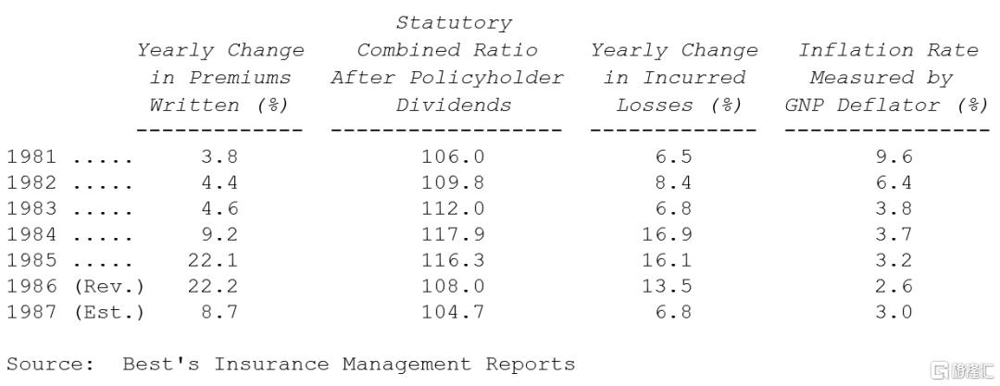 Statutory
Yearly Change Combined Ratio Yearly Change Inflation Rate
in Premiums After Policyholder in Incurred Measured by
Written (%) Dividends Losses (%) GNP Deflator (%)
------------- ------------------ ------------- ----------------
1981 ..... 3.8 106.0 6.5 9.6
1982 ..... 4.4 109.8 8.4 6.4
1983 ..... 4.6 112.0 6.8 3.8
1984 ..... 9.2 117.9 16.9 3.7
1985 ..... 22.1 116.3 16.1 3.2
1986 (Rev.) 22.2 108.0 13.5 2.6
1987 (Est.) 8.7 104.7 6.8 3.0
Source: Best's Insurance Management Reports
格隆汇